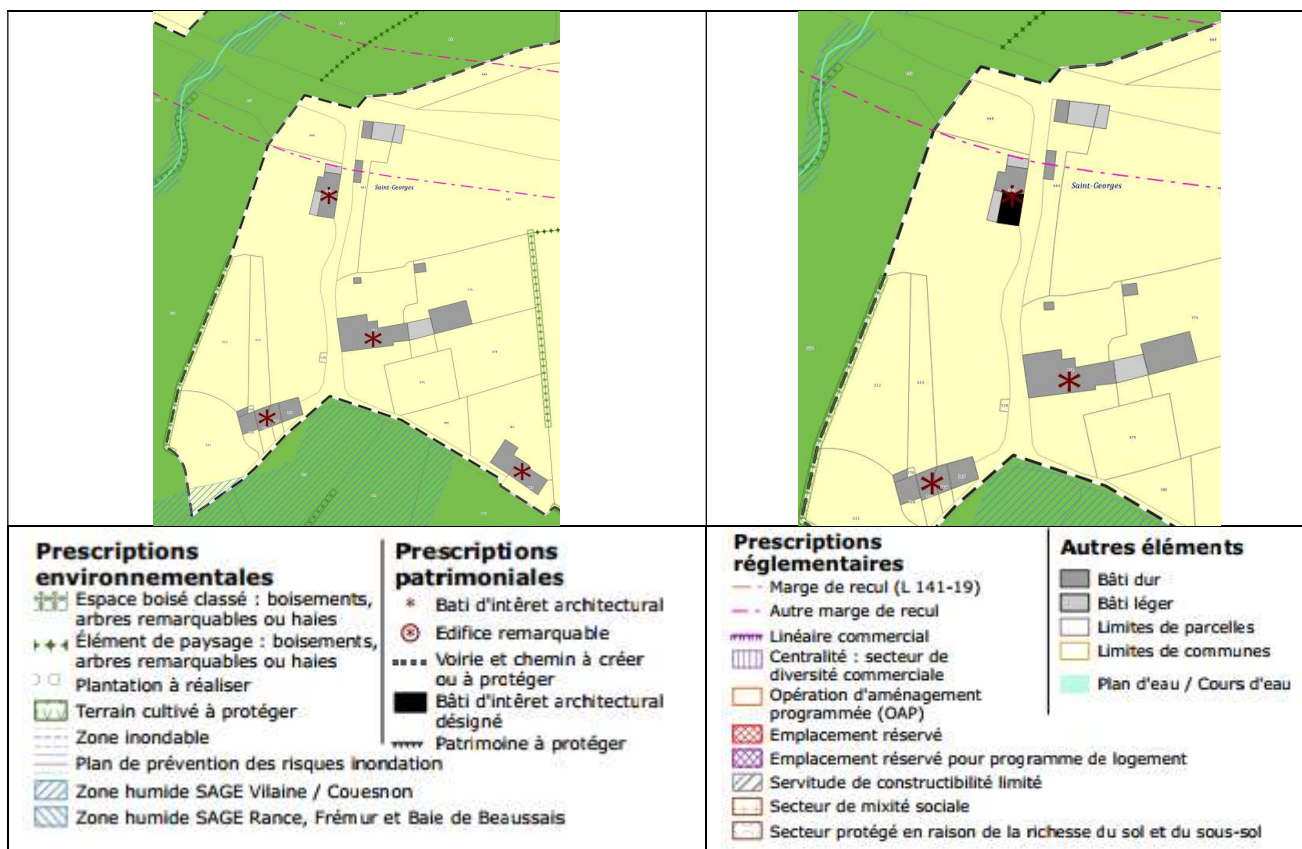 Saint-Georges
Saint-Georges
Prescriptions
environnementales
Espace boisé classé : boisements,
arbres remarquables ou haies
Élément de paysage : boisements,
arbres remarquables ou haies
Plantation à réaliser
Terrain cultivé à protéger
Zone inondable
Plan de prévention des risques inondation
Zone humide SAGE Vilaine / Couesnon
Zone humide SAGE Rance, Frémur et Baie de Beaussais
Prescriptions
patrimoniales
Bati d'intêret architectural
Edifice remarquable
Voirie et chemin à créer
ou à protéger
Bâti d'intêret architectural
désigné
Patrimoine à protéger
Prescriptions
réglementaires
Marge de recul (L 141-19)
Autre marge de recul
Linéaire commercial
Centralité : secteur de
diversité commerciale
Opération d'aménagement
programmée (OAP)
Emplacement réservé
Emplacement réservé pour programme de logement
Servitude de constructibilité limité
Secteur de mixité sociale
Secteur protégé en raison de la richesse du sol et du sous-sol
Autres éléments
Bâti dur
Bâti léger
Limites de parcelles
Limites de communes
Plan d'eau / Cours d'eau